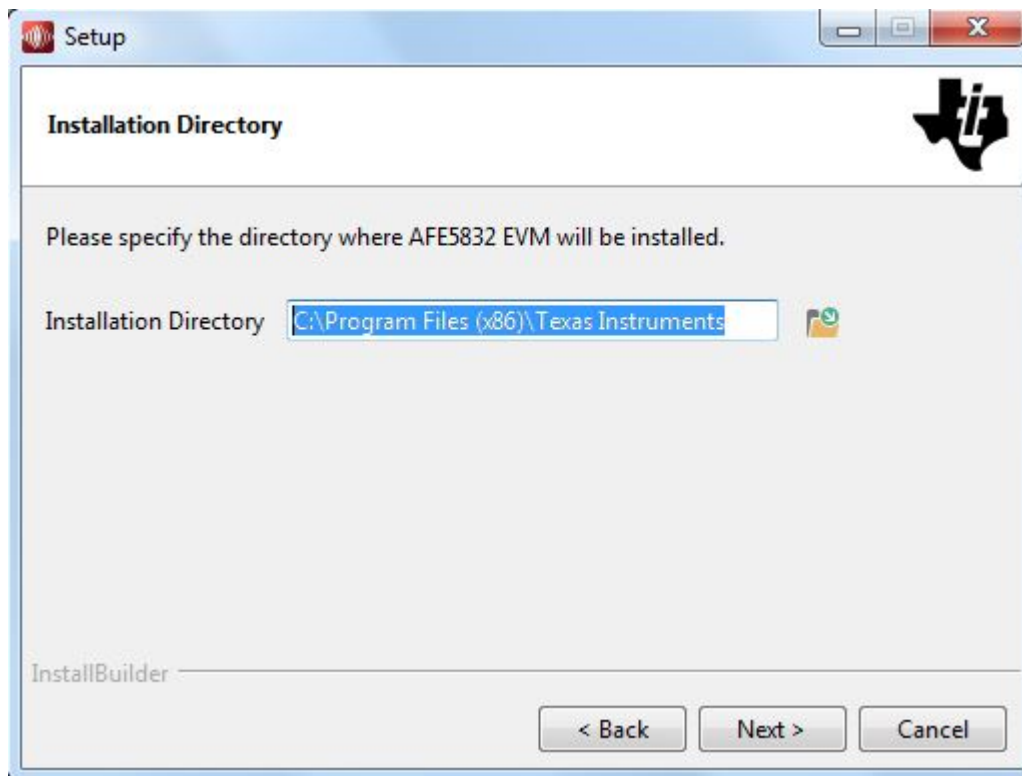 Setup
Installation Directory
Please specify the directory where AFE5832 EVM will be installed.
Installation Directory C:\Program Files (x86)\Texas Instruments
InstallBuilder
< Back Next > Cancel